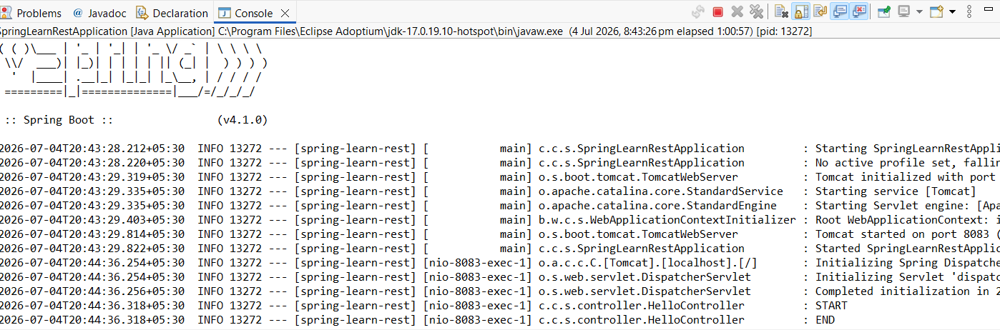 Problems @ Javadoc Declaration Console
SpringLearnRestApplication [Java Application] C:\Program Files\Eclipse Adoptium\jdk-17.0.19.10-hotspot\bin\javaw.exe (4 Jul 2026, 8:43:26 pm elapsed 1:00:57) [pid: 13272]
( ( )\___ | '_ | '_| | '_ \/ _` | \ \ \ \
 \\/  ___)| |_)| | | | | || (_| |  ) ) ) )
  '  |____| .__|_| |_|_| |_\__, | / / / /
 =========|_|==============|___/=/_/_/_/

 :: Spring Boot ::                (v4.1.0)

2026-07-04T20:43:28.212+05:30  INFO 13272 --- [spring-learn-rest] [           main] c.c.s.SpringLearnRestApplication         : Starting SpringLearnRestAppli
2026-07-04T20:43:28.220+05:30  INFO 13272 --- [spring-learn-rest] [           main] c.c.s.SpringLearnRestApplication         : No active profile set, fallin
2026-07-04T20:43:29.319+05:30  INFO 13272 --- [spring-learn-rest] [           main] o.s.boot.tomcat.TomcatWebServer          : Tomcat initialized with port
2026-07-04T20:43:29.335+05:30  INFO 13272 --- [spring-learn-rest] [           main] o.apache.catalina.core.StandardService   : Starting service [Tomcat]
2026-07-04T20:43:29.335+05:30  INFO 13272 --- [spring-learn-rest] [           main] o.apache.catalina.core.StandardEngine    : Starting Servlet engine: [Apa
2026-07-04T20:43:29.403+05:30  INFO 13272 --- [spring-learn-rest] [           main] b.w.c.s.WebApplicationContextInitializer : Root WebApplicationContext: i
2026-07-04T20:43:29.814+05:30  INFO 13272 --- [spring-learn-rest] [           main] o.s.boot.tomcat.TomcatWebServer          : Tomcat started on port 8083 (
2026-07-04T20:43:29.822+05:30  INFO 13272 --- [spring-learn-rest] [           main] c.c.s.SpringLearnRestApplication         : Started SpringLearnRestApplic
2026-07-04T20:44:36.254+05:30  INFO 13272 --- [spring-learn-rest] [nio-8083-exec-1] o.a.c.c.C.[Tomcat].[localhost].[/]       : Initializing Spring Dispatche
2026-07-04T20:44:36.254+05:30  INFO 13272 --- [spring-learn-rest] [nio-8083-exec-1] o.s.web.servlet.DispatcherServlet        : Initializing Servlet 'dispatc
2026-07-04T20:44:36.256+05:30  INFO 13272 --- [spring-learn-rest] [nio-8083-exec-1] o.s.web.servlet.DispatcherServlet        : Completed initialization in 2
2026-07-04T20:44:36.318+05:30  INFO 13272 --- [spring-learn-rest] [nio-8083-exec-1] c.c.s.controller.HelloController         : START
2026-07-04T20:44:36.318+05:30  INFO 13272 --- [spring-learn-rest] [nio-8083-exec-1] c.c.s.controller.HelloController         : END